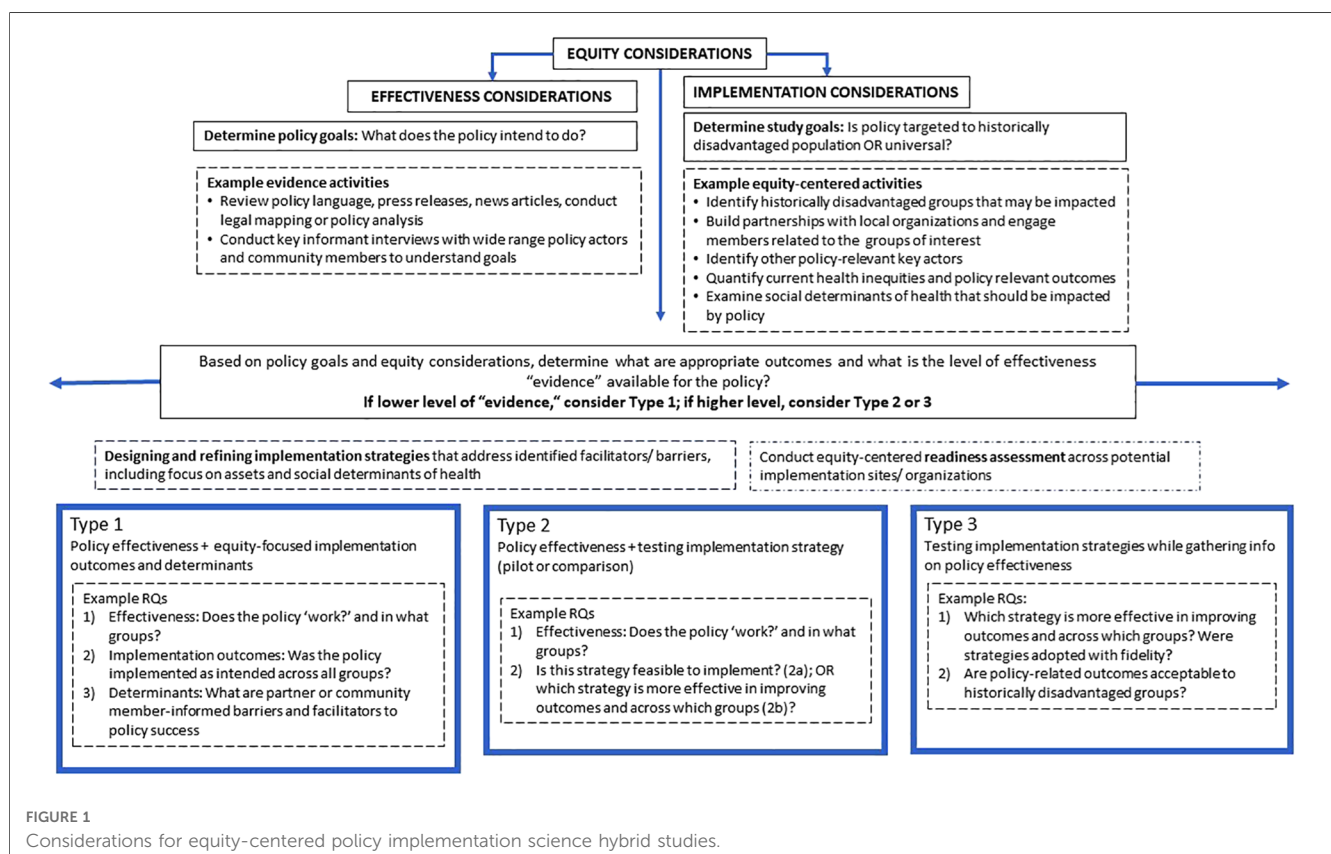 EQUITY CONSIDERATIONS
EFFECTIVENESS CONSIDERATIONS
Determine policy goals: What does the policy intend to do?
Example evidence activities
• Review policy language, press releases, news articles, conduct
legal mapping or policy analysis
• Conduct key informant interviews with wide range policy actors
and community members to understand goals
IMPLEMENTATION CONSIDERATIONS
Determine study goals: Is policy targeted to historically
disadvantaged population OR universal?
Example equity-centered activities
• Identify historically disadvantaged groups that may be impacted
• Build partnerships with local organizations and engage
members related to the groups of interest
• Identify other policy-relevant key actors
• Quantify current health inequities and policy relevant outcomes
• Examine social determinants of health that should be impacted
by policy
Based on policy goals and equity considerations, determine what are appropriate outcomes and what is the level of effectiveness
“evidence” available for the policy?
If lower level of “evidence,” consider Type 1; if higher level, consider Type 2 or 3
Designing and refining implementation strategies that address identified facilitators/ barriers,
including focus on assets and social determinants of health
Conduct equity-centered readiness assessment across potential
implementation sites/ organizations
Type 1
Policy effectiveness + equity-focused implementation
outcomes and determinants
Example RQs
1) Effectiveness: Does the policy ‘work?’ and in what
groups?
2) Implementation outcomes: Was the policy
implemented as intended across all groups?
3) Determinants: What are partner or community
member-informed barriers and facilitators to
policy success
Type 2
Policy effectiveness + testing implementation strategy
(pilot or comparison)
Example RQs
1) Effectiveness: Does the policy ‘work?’ and in what
groups?
2) Is this strategy feasible to implement? (2a); OR
which strategy is more effective in improving
outcomes and across which groups (2b)?
Type 3
Testing implementation strategies while gathering info
on policy effectiveness
Example RQs:
1) Which strategy is more effective in improving
outcomes and across which groups? Were
strategies adopted with fidelity?
2) Are policy-related outcomes acceptable to
historically disadvantaged groups?
FIGURE 1
Considerations for equity-centered policy implementation science hybrid studies.